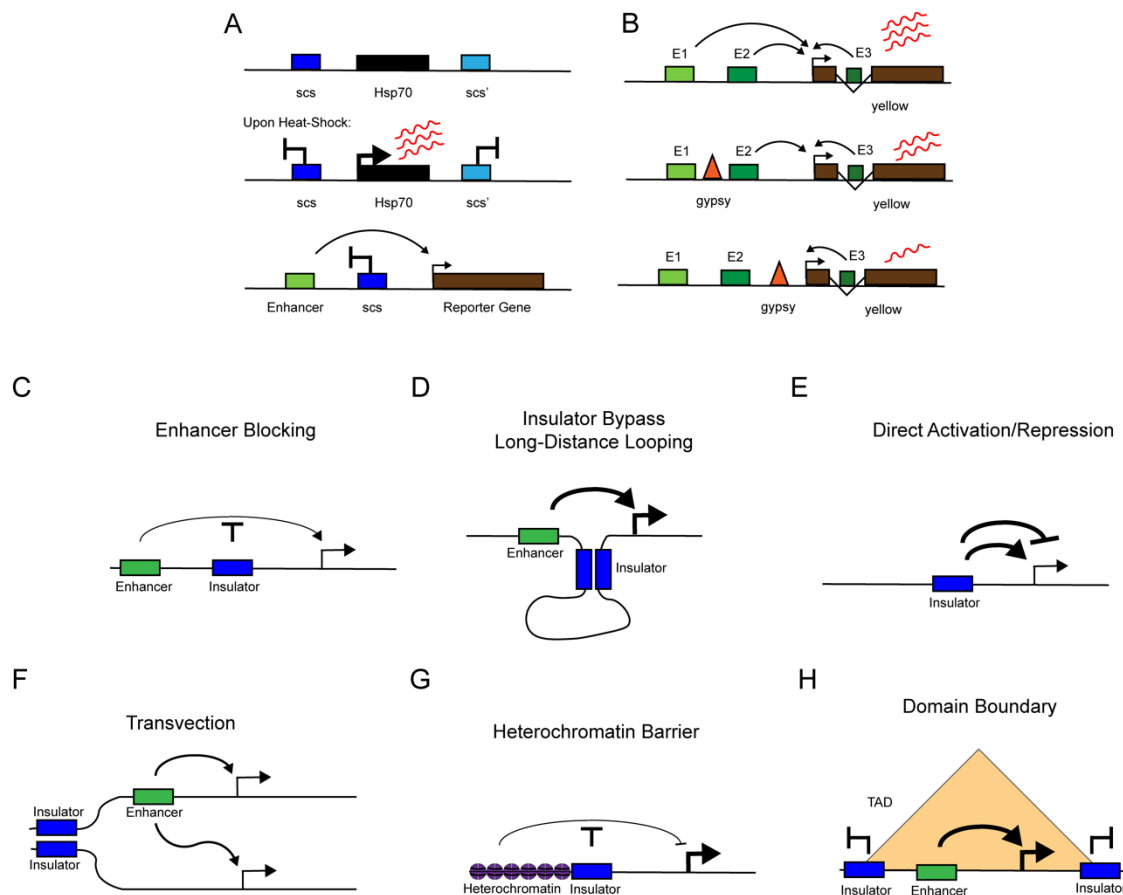 A
scs
Hsp70
scs'
Upon Heat-Shock:
scs
Hsp70
scs'
Enhancer
scs
Reporter Gene
B
E1
E2
E3
yellow
E1
E2
E3
gypsy
yellow
E1
E2
E3
gypsy
yellow
C
Enhancer Blocking
Enhancer
Insulator
D
Insulator Bypass
Long-Distance Looping
Enhancer
Insulator
E
Direct Activation/Repression
Insulator
F
Transvection
Insulator
Enhancer
Insulator
G
Heterochromatin Barrier
Heterochromatin
Insulator
H
Domain Boundary
TAD
Insulator
Enhancer
Insulator